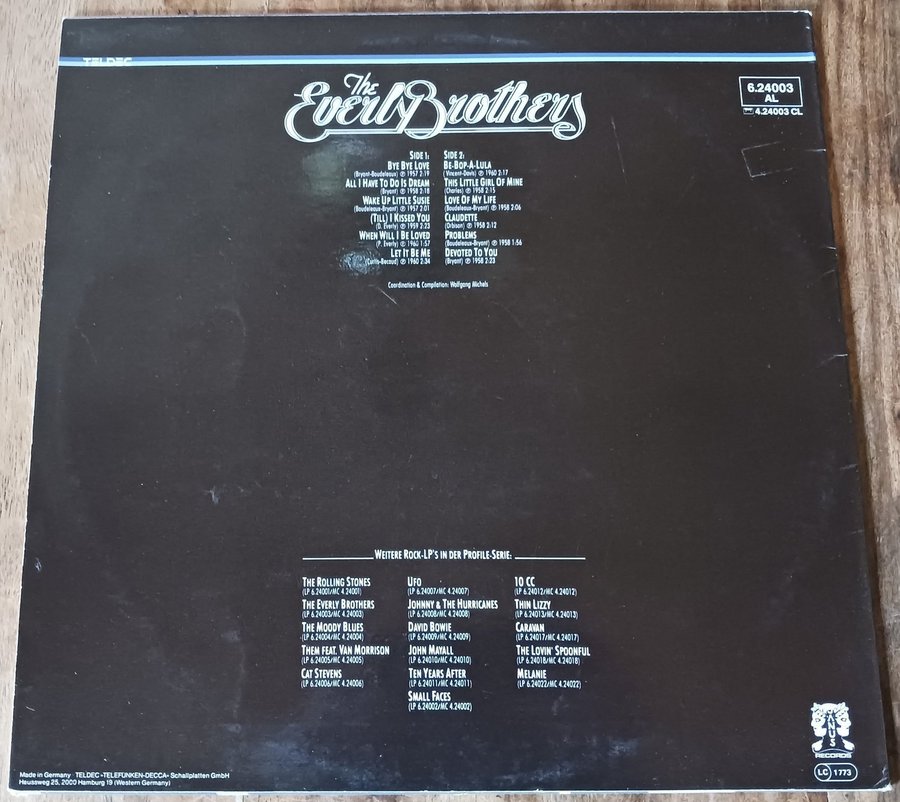 TELDEC
The
Everly Brothers
6.24003
AL
4.24003 CL
SIDE 1:
BYE BYE LOVE
(Bryant-Boudeleaux) ℗ 1957 2:19
ALL I HAVE TO DO IS DREAM
(Bryant) ℗ 1958 2:18
WAKE UP LITTLE SUSIE
(Boudeleaux-Bryant) ℗ 1957 2:01
(TILL) I KISSED YOU
(D. Everly) ℗ 1959 2:23
WHEN WILL I BE LOVED
(P. Everly) ℗ 1960 1:57
LET IT BE ME
(Curtis-Becaud) ℗ 1960 2:34
SIDE 2:
BE-BOP-A-LULA
(Vincent-Davis) ℗ 1960 2:17
THIS LITTLE GIRL OF MINE
(Charles) ℗ 1958 2:15
LOVE OF MY LIFE
(Boudeleaux-Bryant) ℗ 1958 2:06
CLAUDETTE
(Orbison) ℗ 1958 2:12
PROBLEMS
(Boudeleaux-Bryant) ℗ 1958 1:56
DEVOTED TO YOU
(Bryant) ℗ 1958 2:23
Coordination & Compilation: Wolfgang Michels
WEITERE ROCK-LP'S IN DER PROFILE-SERIE:
THE ROLLING STONES
(LP 6.24001/MC 4.24001)
THE EVERLY BROTHERS
(LP 6.24003/MC 4.24003)
THE MOODY BLUES
(LP 6.24004/MC 4.24004)
THEM FEAT. VAN MORRISON
(LP 6.24005/MC 4.24005)
CAT STEVENS
(LP 6.24006/MC 4.24006)
UFO
(LP 6.24007/MC 4.24007)
JOHNNY & THE HURRICANES
(LP 6.24008/MC 4.24008)
DAVID BOWIE
(LP 6.24009/MC 4.24009)
JOHN MAYALL
(LP 6.24010/MC 4.24010)
TEN YEARS AFTER
(LP 6.24011/MC 4.24011)
SMALL FACES
(LP 6.24002/MC 4.24002)
10 CC
(LP 6.24012/MC 4.24012)
THIN LIZZY
(LP 6.24013/MC 4.24013)
CARAVAN
(LP 6.24017/MC 4.24017)
THE LOVIN' SPOONFUL
(LP 6.24018/MC 4.24018)
MELANIE
(LP 6.24022/MC 4.24022)
JANUS
RECORDS
LC 1773
Made in Germany TELDEC »TELEFUNKEN-DECCA« Schallplatten GmbH
Heussweg 25, 2000 Hamburg 19 (Western Germany)